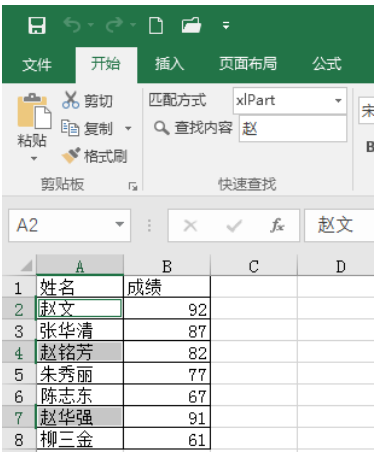 文件 开始 插入 页面布局 公式
粘贴 剪切 复制 格式刷
剪贴板
匹配方式 xlPart
查找内容 赵
快速查找
A2 fx 赵文
A B C D
1 姓名 成绩
2 赵文 92
3 张华清 87
4 赵铭芳 82
5 朱秀丽 77
6 陈志东 67
7 赵华强 91
8 柳三金 61